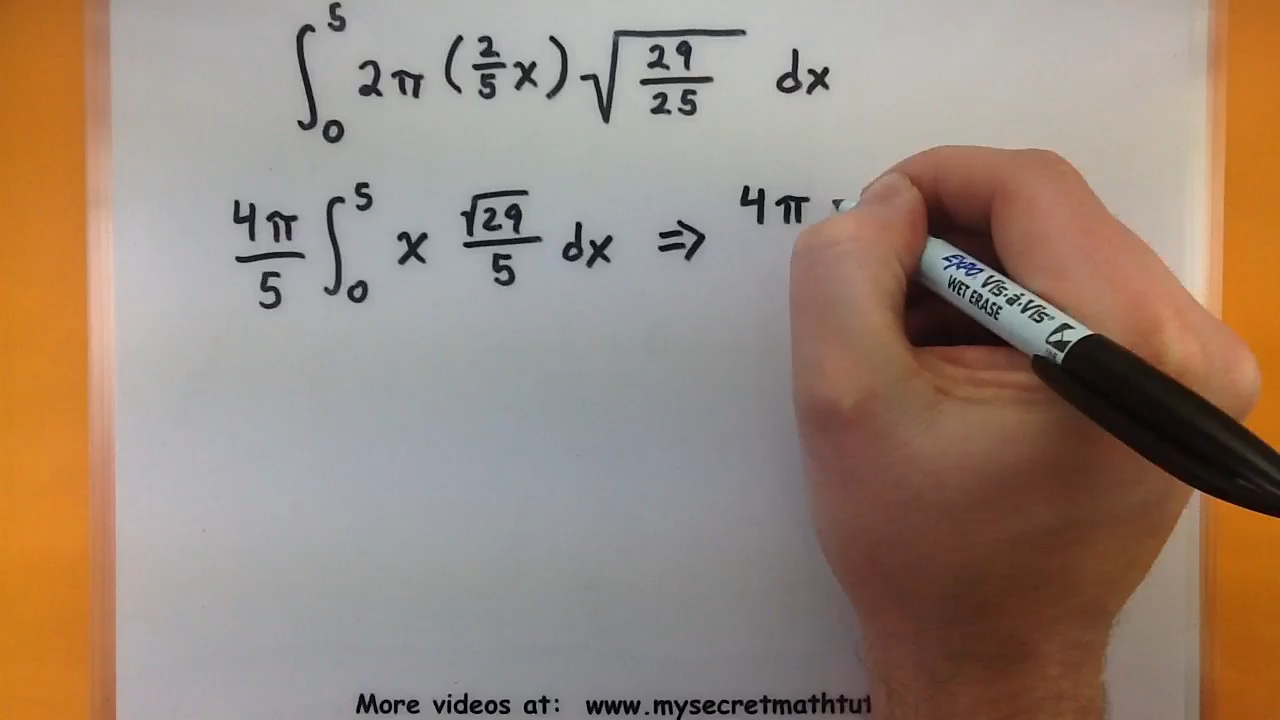 ∫₀⁵ 2π (2/5 x) √(29/25) dx
4π/5 ∫₀⁵ x √29/5 dx ⇒ 4π
EXPO Vis-à-Vis
WET ERASE
More videos at: www.mysecretmathtut